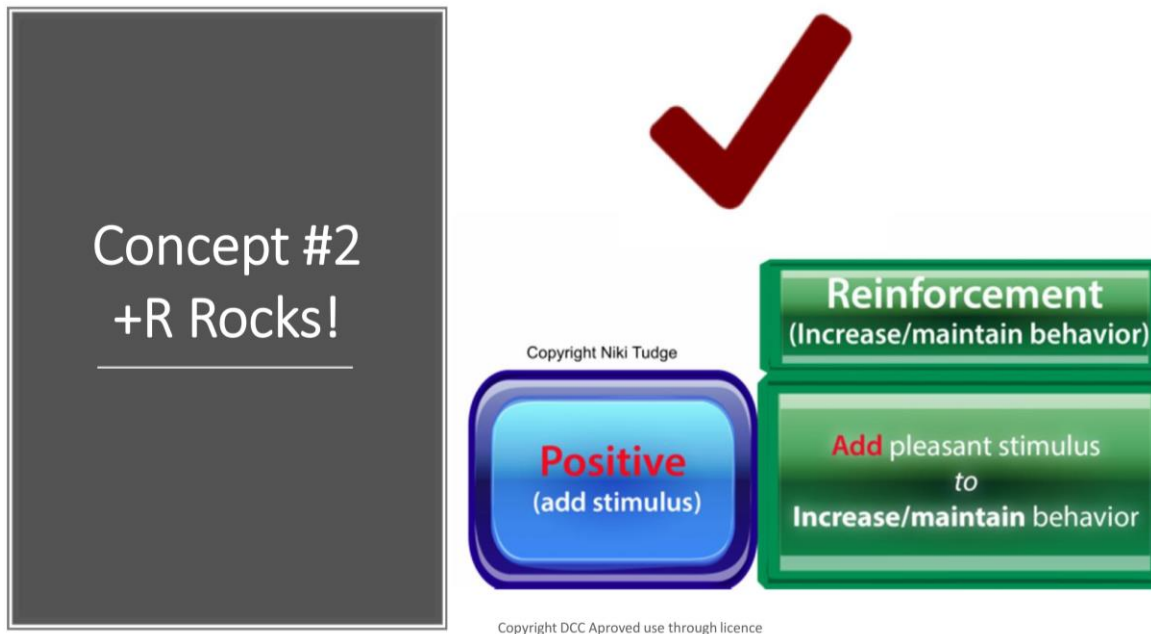 Concept #2
+R Rocks!
Reinforcement
(Increase/maintain behavior)
Copyright Niki Tudge
Positive
(add stimulus)
Add pleasant stimulus
to
Increase/maintain behavior
Copyright DCC Aproved use through licence